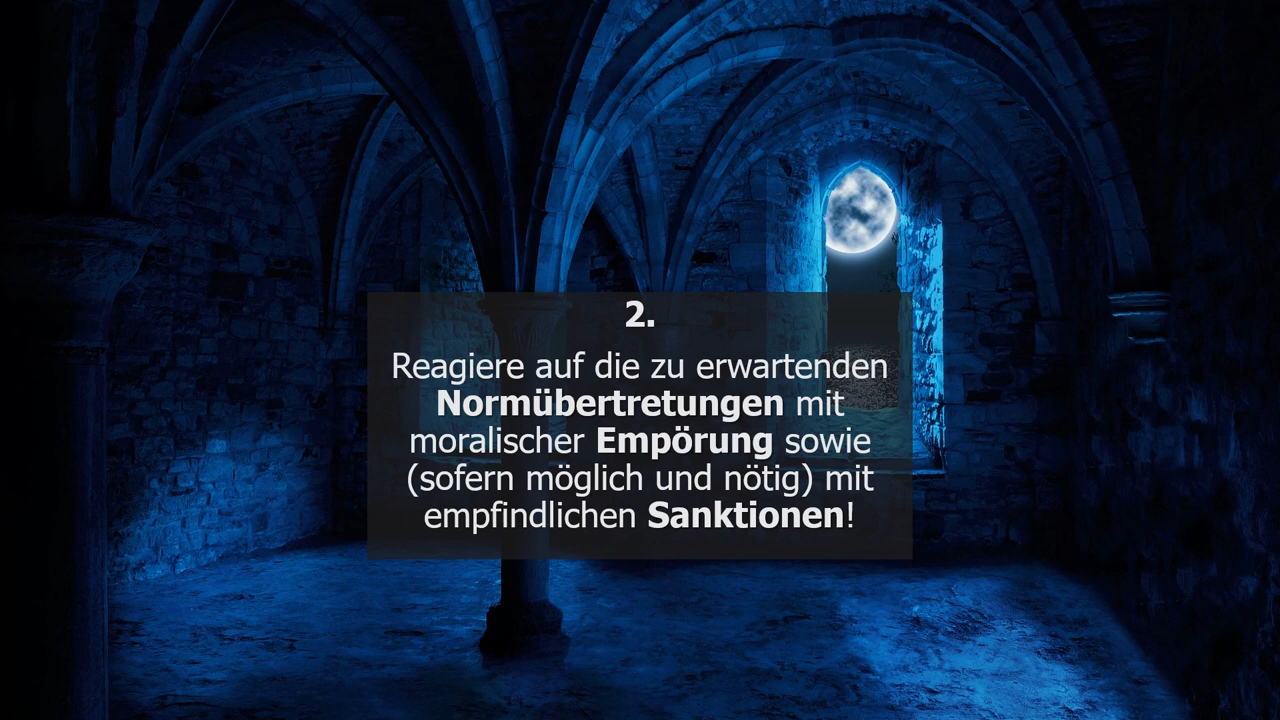 2.
Reagiere auf die zu erwartenden
Normübertretungen mit
moralischer Empörung sowie
(sofern möglich und nötig) mit
empfindlichen Sanktionen!